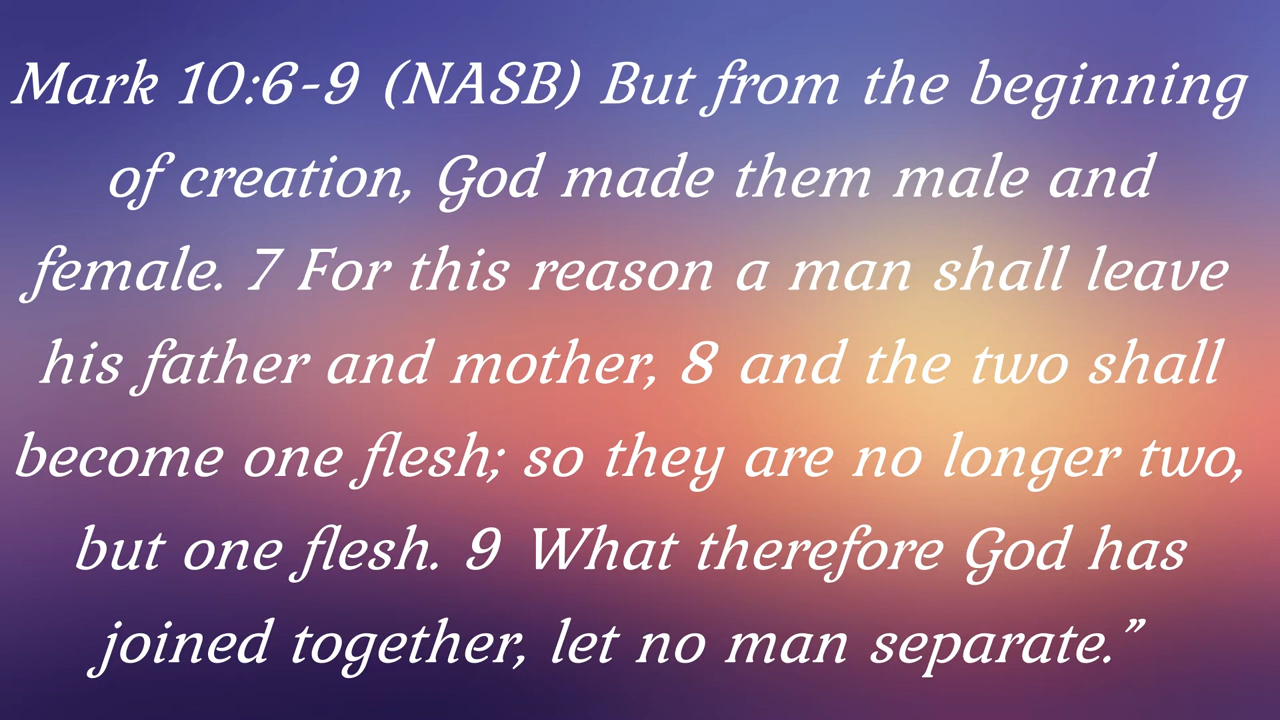 Mark 10:6-9 (NASB) But from the beginning
of creation, God made them male and
female. 7 For this reason a man shall leave
his father and mother, 8 and the two shall
become one flesh; so they are no longer two,
but one flesh. 9 What therefore God has
joined together, let no man separate.”